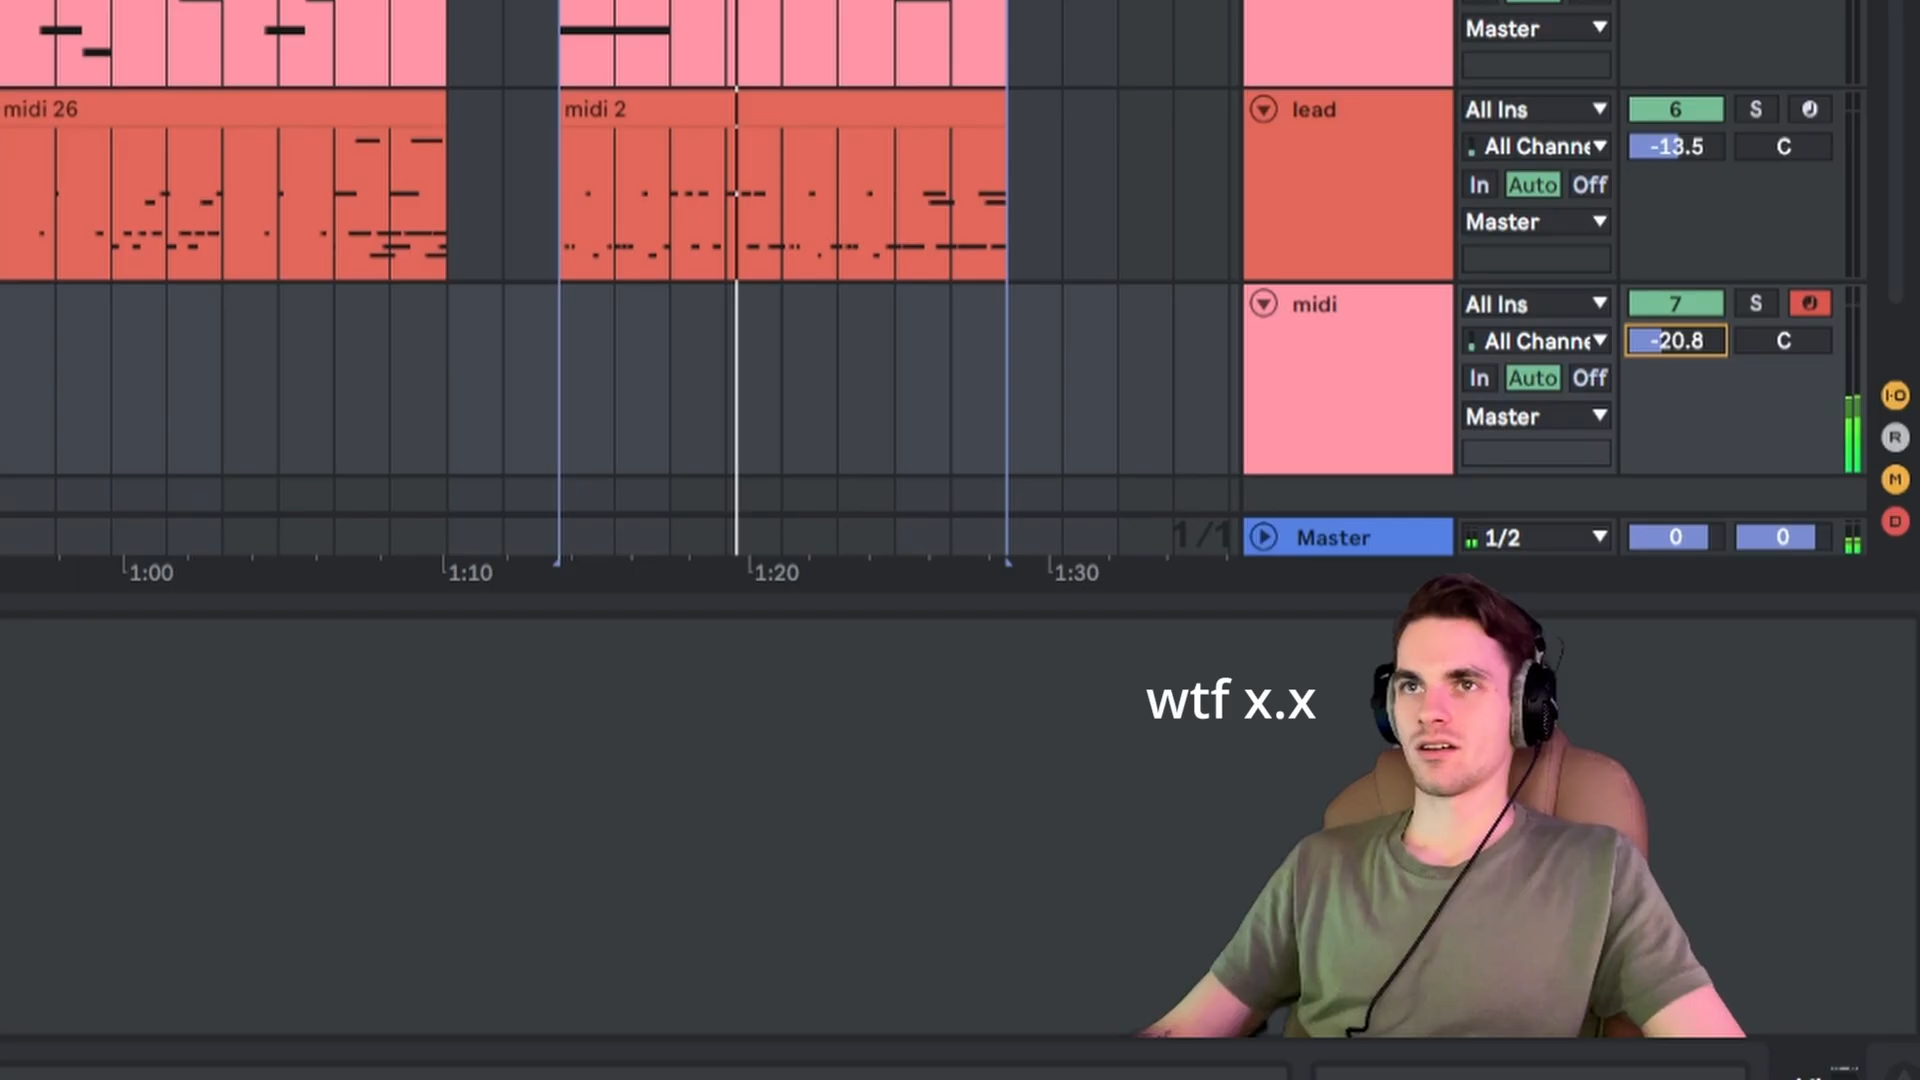 Master
midi 26
midi 2
lead
All Ins
6
S
All Channe
-13.5
C
In Auto Off
Master
midi
All Ins
7
S
All Channe
-20.8
C
In Auto Off
Master
I·O
R
M
D
1/1
Master
1/2
0
0
1:00
1:10
1:20
1:30
wtf x.x